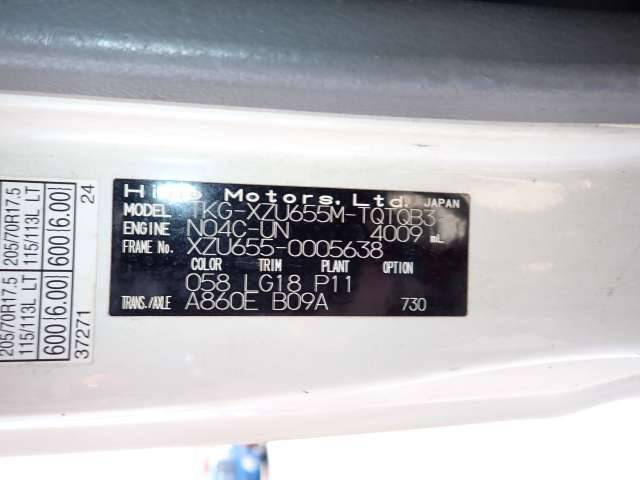 Hino Motors, Ltd. JAPAN
MODEL TKG-XZU655M-TQTQB3
ENGINE N04C-UN 4009 mL
FRAME No. XZU655-0005638
COLOR TRIM PLANT OPTION
058 LG18 P11
TRANS./AXLE A860E B09A 730
205/70R17.5 205/70R17.5
115/113L LT 115/113L LT
600(6.00) 600(6.00)
37271 24